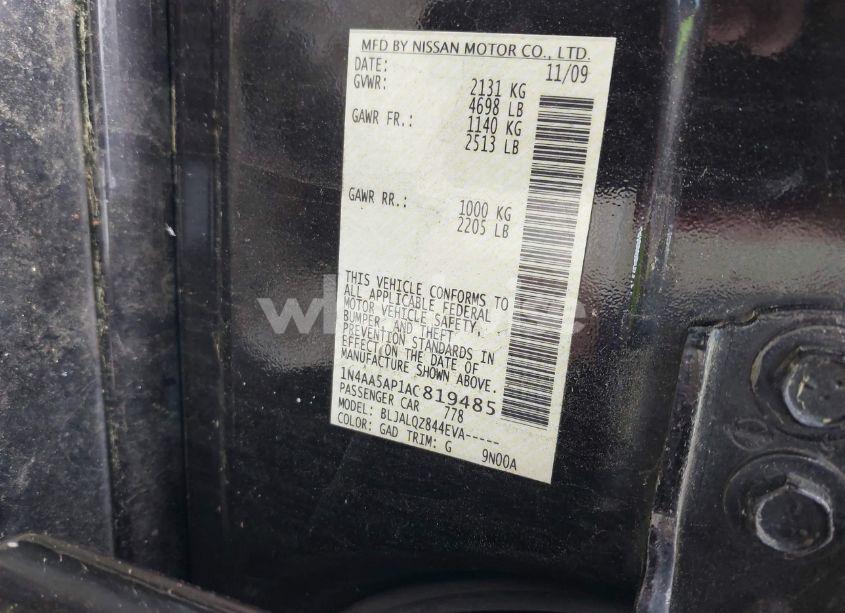 MFD BY NISSAN MOTOR CO., LTD.
DATE: 11/09
GVWR: 2131 KG
4698 LB
GAWR FR.: 1140 KG
2513 LB
GAWR RR.: 1000 KG
2205 LB
THIS VEHICLE CONFORMS TO
ALL APPLICABLE FEDERAL
MOTOR VEHICLE SAFETY,
BUMPER, AND THEFT
PREVENTION STANDARDS IN
EFFECT ON THE DATE OF
MANUFACTURE SHOWN ABOVE.
1N4AA5AP1AC819485
PASSENGER CAR 778
MODEL: BLJALQZ844EVA-----
COLOR: GAD TRIM: G 9N00A